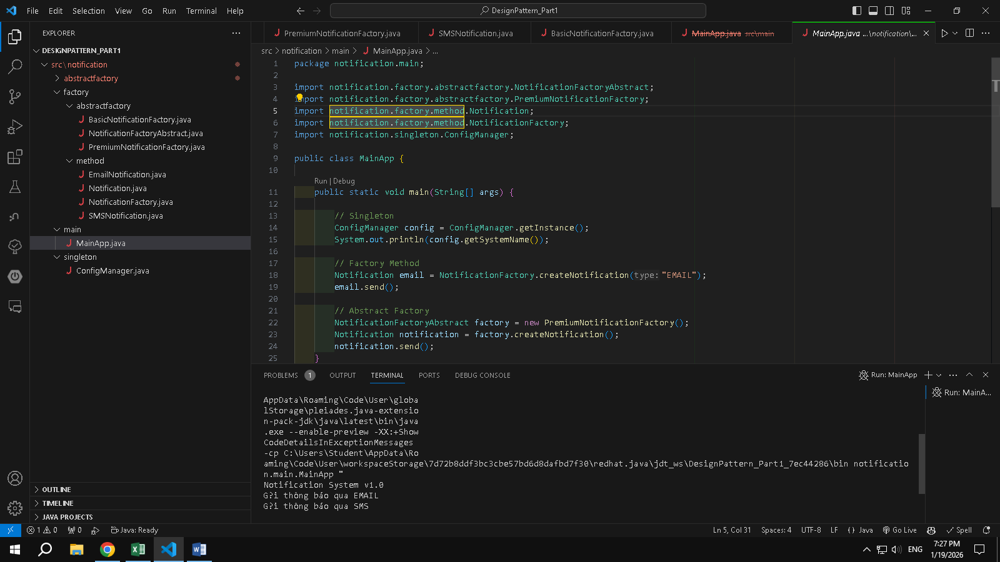 File Edit Selection View Go Run Terminal Help
DesignPattern_Part1
EXPLORER
DESIGNPATTERN_PART1
src\notification
abstractfactory
factory
abstractfactory
BasicNotificationFactory.java
NotificationFactoryAbstract.java
PremiumNotificationFactory.java
method
EmailNotification.java
Notification.java
NotificationFactory.java
SMSNotification.java
main
MainApp.java
singleton
ConfigManager.java
OUTLINE
TIMELINE
JAVA PROJECTS
PremiumNotificationFactory.java SMSNotification.java BasicNotificationFactory.java MainApp.java src\main MainApp.java ...\notification\...
src > notification > main > MainApp.java > ...
1 package notification.main;
2
3 import notification.factory.abstractfactory.NotificationFactoryAbstract;
4 import notification.factory.abstractfactory.PremiumNotificationFactory;
5 import notification.factory.method.Notification;
6 import notification.factory.method.NotificationFactory;
7 import notification.singleton.ConfigManager;
8
9 public class MainApp {
10
Run | Debug
11 public static void main(String[] args) {
12
13 // Singleton
14 ConfigManager config = ConfigManager.getInstance();
15 System.out.println(config.getSystemName());
16
17 // Factory Method
18 Notification email = NotificationFactory.createNotification(type: "EMAIL");
19 email.send();
20
21 // Abstract Factory
22 NotificationFactoryAbstract factory = new PremiumNotificationFactory();
23 Notification notification = factory.createNotification();
24 notification.send();
25 }
PROBLEMS 1 OUTPUT TERMINAL PORTS DEBUG CONSOLE
Run: MainApp
Run: MainA...
AppData\Roaming\Code\User\globa
lStorage\pleiades.java-extensio
n-pack-jdk\java\latest\bin\java
.exe --enable-preview -XX:+Show
CodeDetailsInExceptionMessages
-cp C:\Users\Student\AppData\Ro
aming\Code\User\workspaceStorage\7d72b8ddf3bc3cbe57bd6d8dafbd7f30\redhat.java\jdt_ws\DesignPattern_Part1_7ec44286\bin notificatio
n.main.MainApp "
Notification System v1.0
G?i thông báo qua EMAIL
G?i thông báo qua SMS
1 0 0 Java: Ready
Ln 5, Col 31 Spaces: 4 UTF-8 LF {} Java Go Live Spell
ENG
7:27 PM
1/19/2026